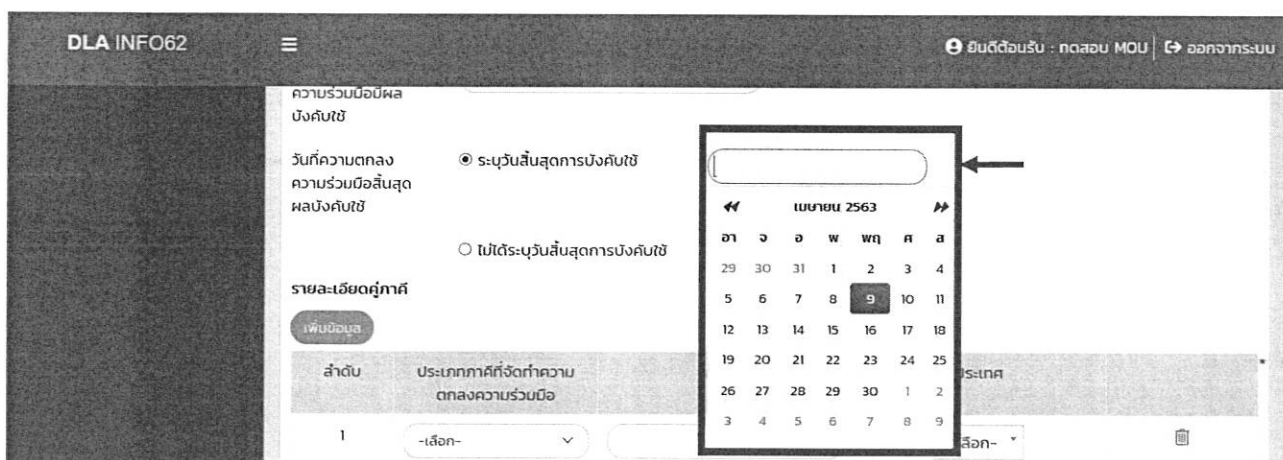 DLA INFO62
ยินดีต้อนรับ : ทดสอบ MOU ออกจากระบบ
ความร่วมมือมีผล
บังคับใช้
วันที่ความตกลง
ความร่วมมือสิ้นสุด
ผลบังคับใช้
ระบุวันสิ้นสุดการบังคับใช้
ไม่ได้ระบุวันสิ้นสุดการบังคับใช้
เมษายน 2563
อา จ อ พ พฤ ศ ส
29 30 31 1 2 3 4
5 6 7 8 9 10 11
12 13 14 15 16 17 18
19 20 21 22 23 24 25
26 27 28 29 30 1 2
3 4 5 6 7 8 9
รายละเอียดคู่ภาคี
เพิ่มข้อมูล
ลำดับ ประเภทภาคีที่จัดทำความ
ตกลงความร่วมมือ
*
1 -เลือก-